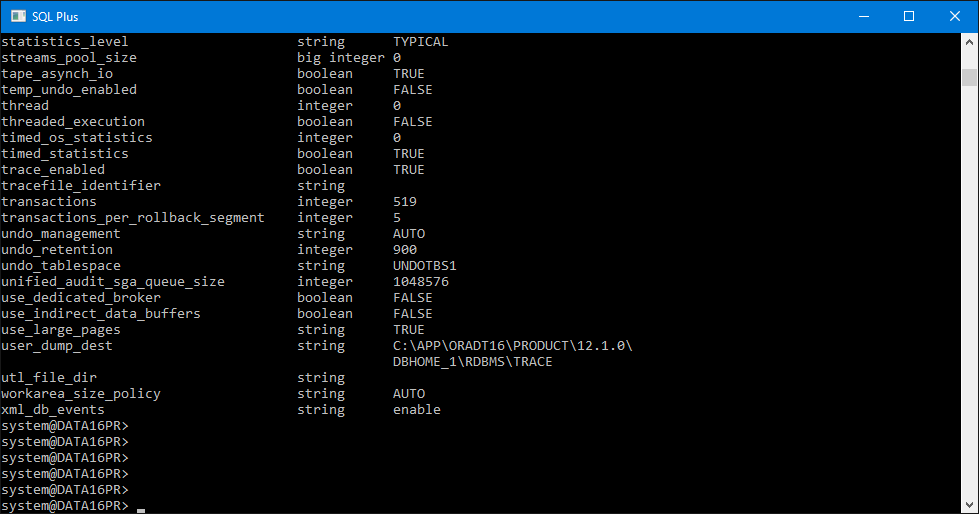 SQL Plus
statistics_level string TYPICAL
streams_pool_size big integer 0
tape_asynch_io boolean TRUE
temp_undo_enabled boolean FALSE
thread integer 0
threaded_execution boolean FALSE
timed_os_statistics integer 0
timed_statistics boolean TRUE
trace_enabled boolean TRUE
tracefile_identifier string
transactions integer 519
transactions_per_rollback_segment integer 5
undo_management string AUTO
undo_retention integer 900
undo_tablespace string UNDOTBS1
unified_audit_sga_queue_size integer 1048576
use_dedicated_broker boolean FALSE
use_indirect_data_buffers boolean FALSE
use_large_pages string TRUE
user_dump_dest string C:\APP\ORADT16\PRODUCT\12.1.0\
DBHOME_1\RDBMS\TRACE
utl_file_dir string
workarea_size_policy string AUTO
xml_db_events string enable
system@DATA16PR>
system@DATA16PR>
system@DATA16PR>
system@DATA16PR>
system@DATA16PR>
system@DATA16PR>